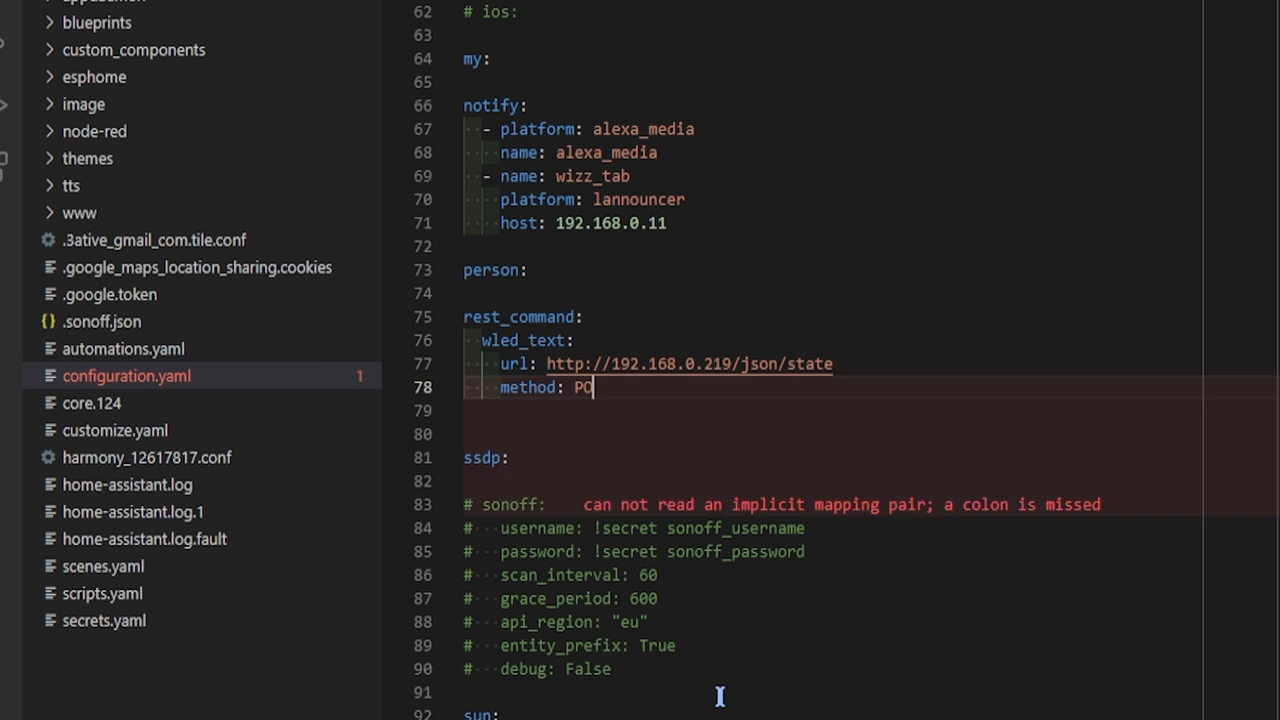 blueprints
custom_components
esphome
image
node-red
themes
tts
www
.3ative_gmail_com.tile.conf
.google_maps_location_sharing.cookies
.google.token
{} .sonoff.json
automations.yaml
configuration.yaml 1
core.124
customize.yaml
harmony_12617817.conf
home-assistant.log
home-assistant.log.1
home-assistant.log.fault
scenes.yaml
scripts.yaml
secrets.yaml
62 # ios:
63
64 my:
65
66 notify:
67 - platform: alexa_media
68 name: alexa_media
69 - name: wizz_tab
70 platform: lannouncer
71 host: 192.168.0.11
72
73 person:
74
75 rest_command:
76 wled_text:
77 url: http://192.168.0.219/json/state
78 method: PO
79
80
81 ssdp:
82
83 # sonoff: can not read an implicit mapping pair; a colon is missed
84 # username: !secret sonoff_username
85 # password: !secret sonoff_password
86 # scan_interval: 60
87 # grace_period: 600
88 # api_region: "eu"
89 # entity_prefix: True
90 # debug: False
91
92 sun: